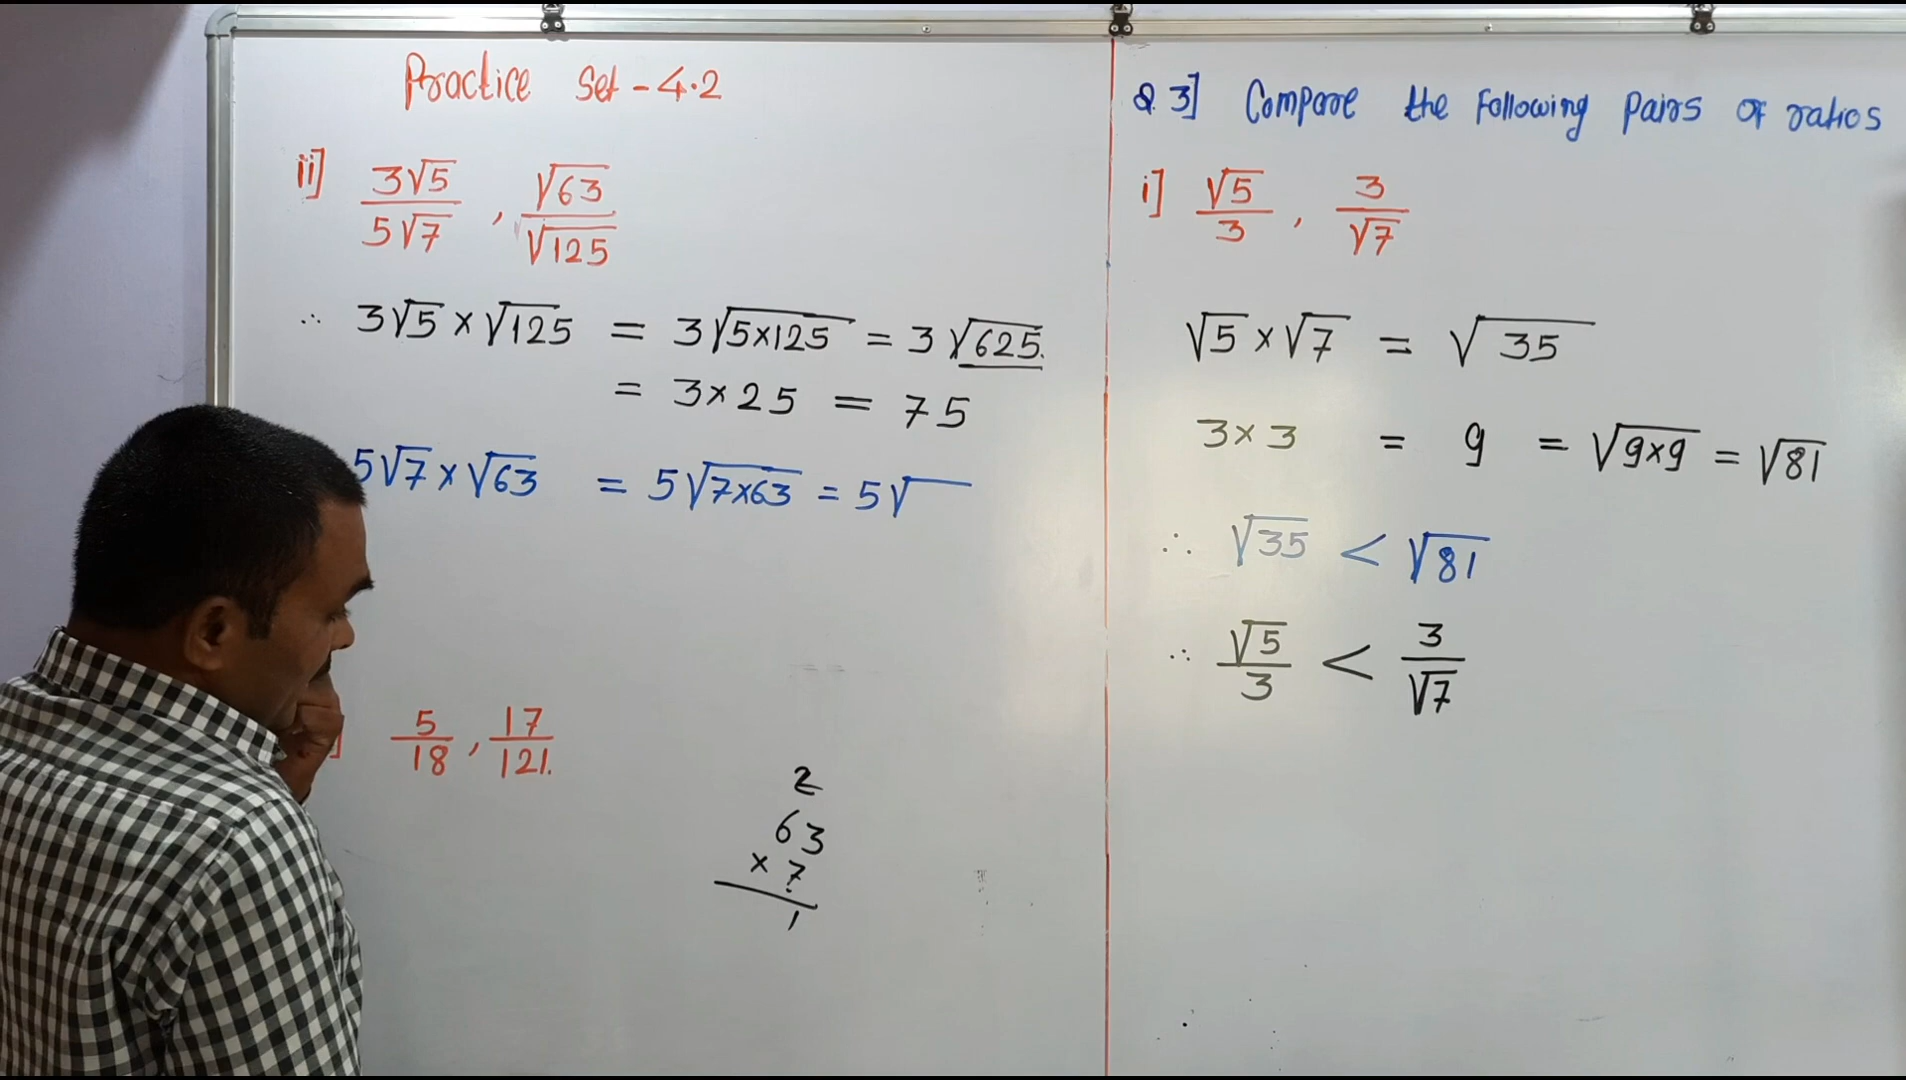 Practice Set - 4.2
ii] 3√5/5√7 , √63/√125
∴ 3√5 × √125 = 3√5×125 = 3√625.
= 3×25 = 75
5√7 × √63 = 5√7×63 = 5√
] 5/18 , 17/121.
2
63
× 7
1
Q.3] Compare the following pairs of ratios
i] √5/3 , 3/√7
√5 × √7 = √35
3×3 = 9 = √9×9 = √81
∴ √35 < √81
∴ √5/3 < 3/√7